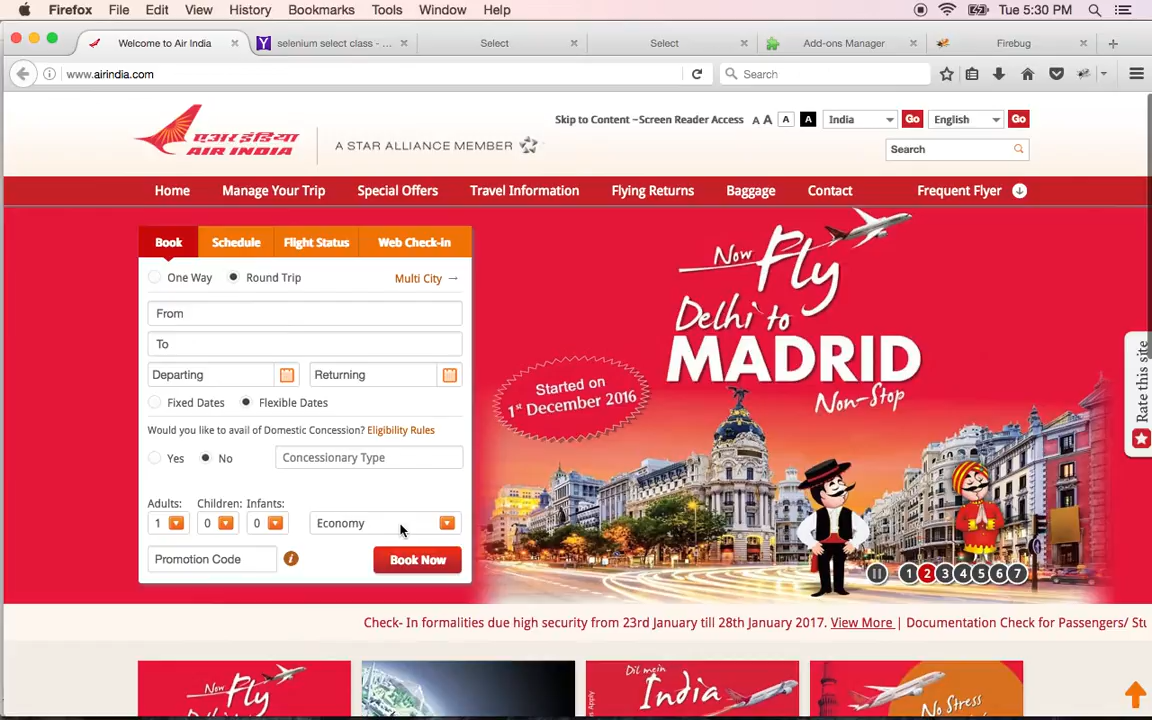 Firefox File Edit View History Bookmarks Tools Window Help Tue 5:30 PM
Welcome to Air India
selenium select class - ...
Select
Select
Add-ons Manager
Firebug
www.airindia.com
Search
एअर इंडिया
AIR INDIA
A STAR ALLIANCE MEMBER
Skip to Content –Screen Reader Access A A A A
India Go English Go
Search
Home Manage Your Trip Special Offers Travel Information Flying Returns Baggage Contact Frequent Flyer
Book Schedule Flight Status Web Check-in
One Way Round Trip Multi City →
From
To
Departing Returning
Fixed Dates Flexible Dates
Would you like to avail of Domestic Concession? Eligibility Rules
Yes No Concessionary Type
Adults: Children: Infants:
1 0 0 Economy
Promotion Code i Book Now
Now
Fly
Delhi to
MADRID
Non-Stop
Started on
1st December 2016
1 2 3 4 5 6 7
Rate this site
Check- In formalities due high security from 23rd January till 28th January 2017. View More | Documentation Check for Passengers/ Stu
Now Fly
Dil mein
India
s Apply
No Stress